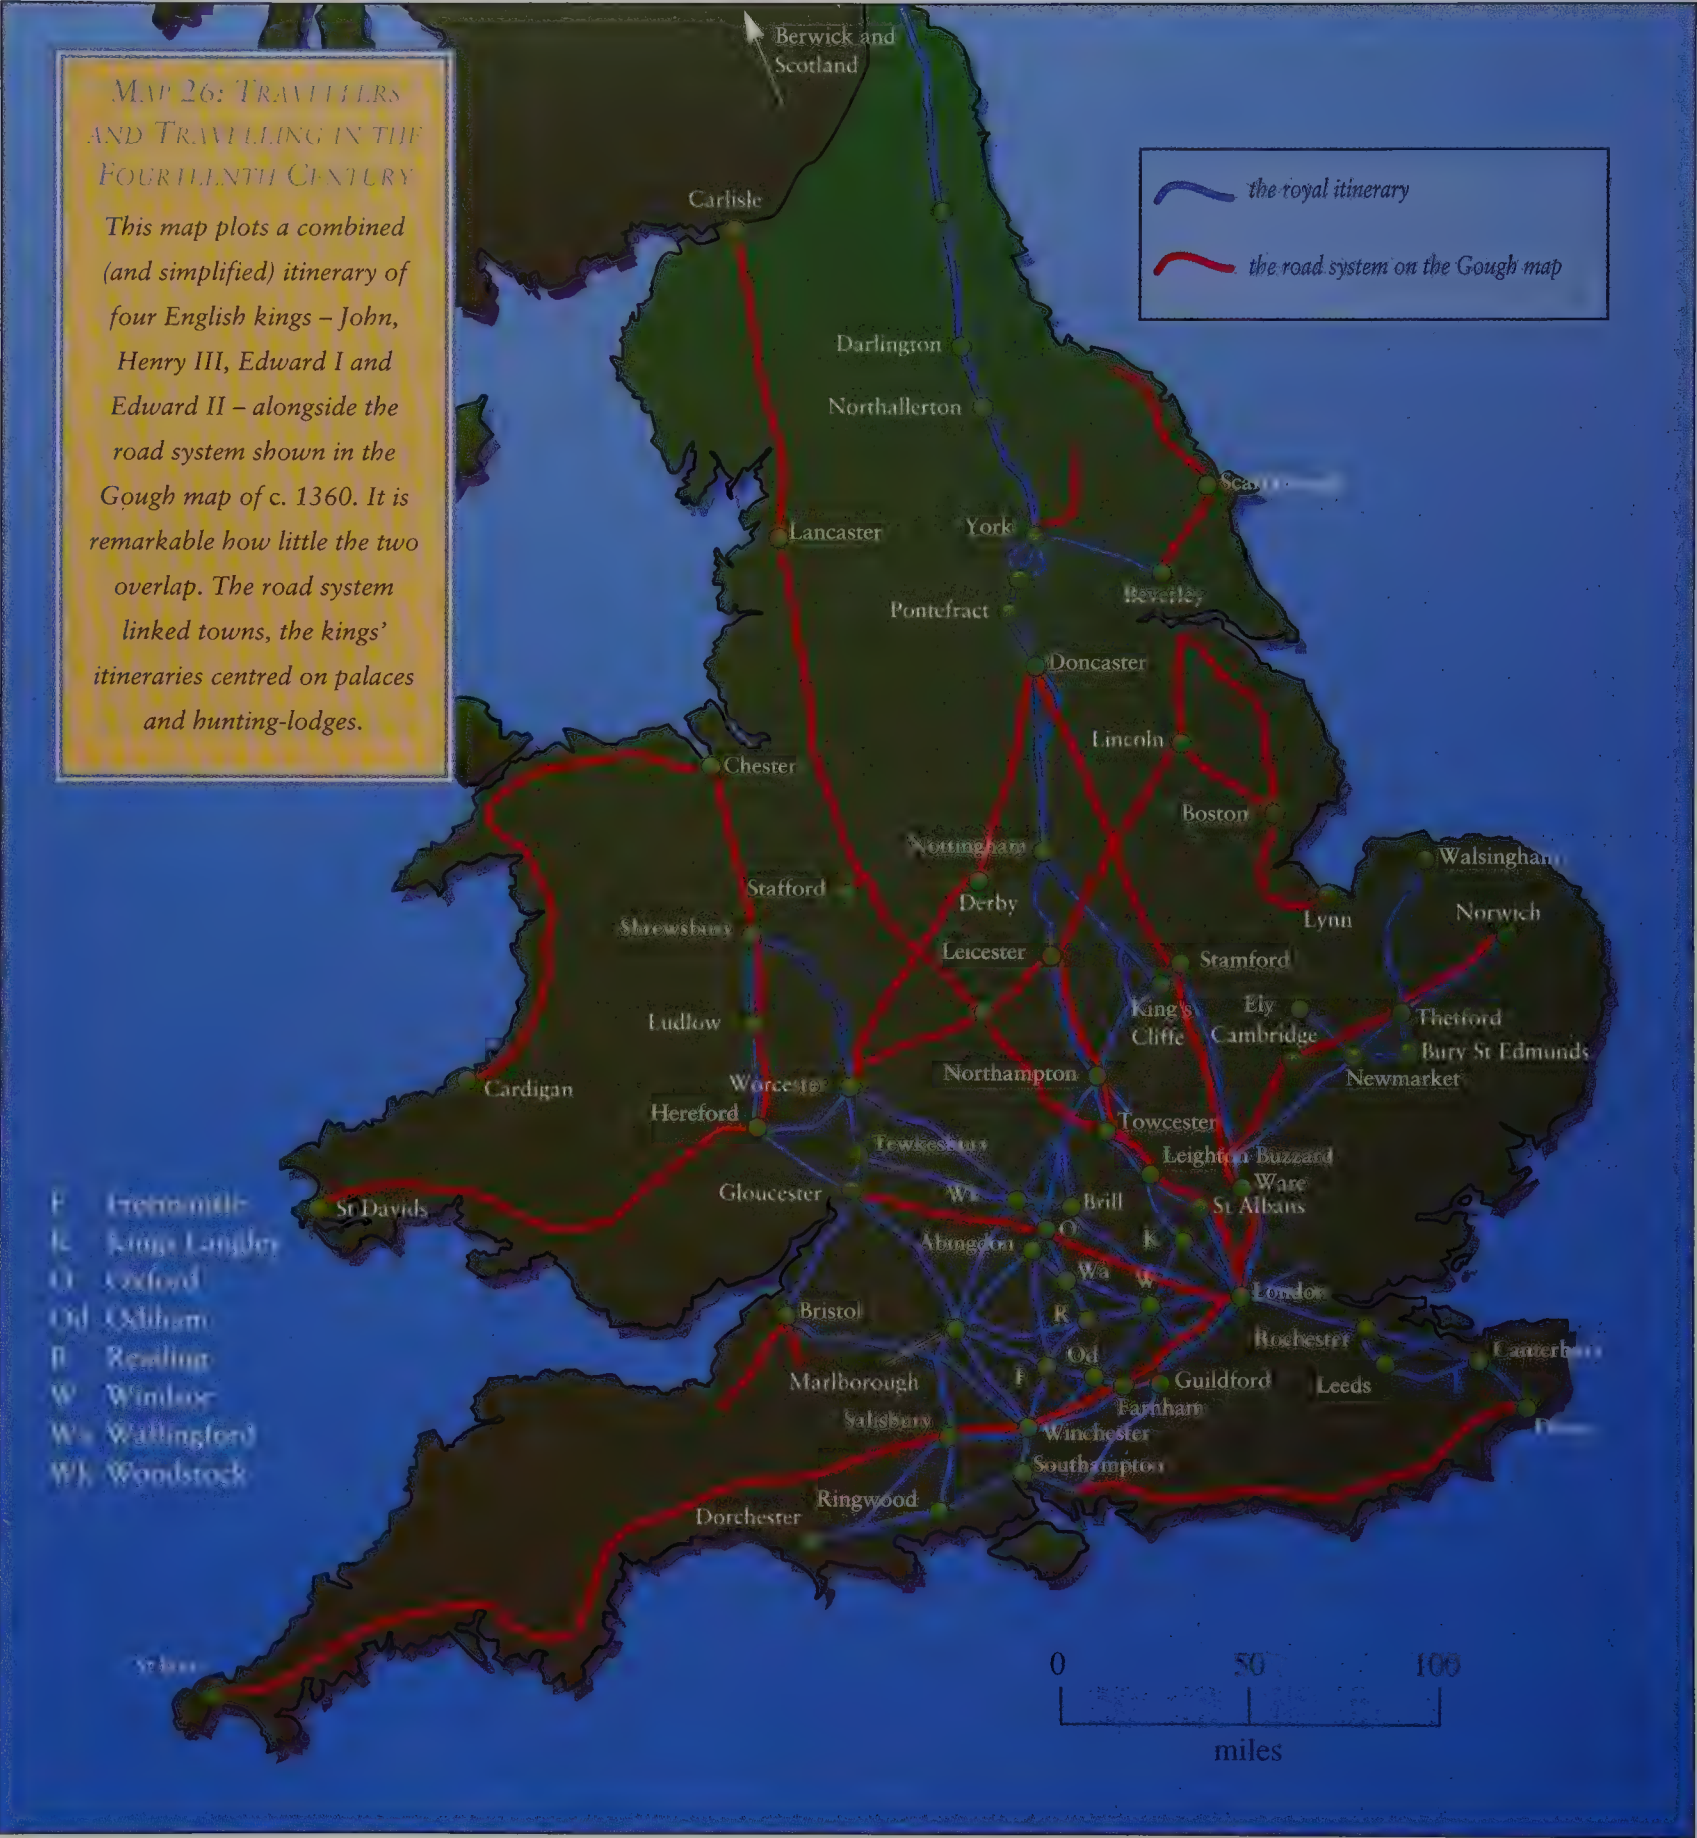 MAP 26: TRAVELLERS
AND TRAVELLING IN THE
FOURTEENTH CENTURY
This map plots a combined
(and simplified) itinerary of
four English kings – John,
Henry III, Edward I and
Edward II – alongside the
road system shown in the
Gough map of c. 1360. It is
remarkable how little the two
overlap. The road system
linked towns, the kings'
itineraries centred on palaces
and hunting-lodges.
Berwick and
Scotland
the royal itinerary
the road system on the Gough map
Carlisle
Darlington
Northallerton
York
Lancaster
Beverley
Pontefract
Doncaster
Lincoln
Chester
Boston
Nottingham
Walsingham
Stafford
Derby
Lynn
Norwich
Shrewsbury
Leicester
Stamford
King's
Cliffe
Ely
Cambridge
Thetford
Ludlow
Bury St Edmunds
Newmarket
Northampton
Worcester
Cardigan
Hereford
Towcester
Tewkesbury
Leighton Buzzard
Ware
Gloucester
Wk
Brill
St Albans
St Davids
O
Abingdon
K
Wa
W
London
Bristol
R
Rochester
Canterbury
Od
F
Guildford
Leeds
Marlborough
Farnham
Salisbury
Winchester
Southampton
Ringwood
Dorchester
F Freemantle
K Kings Langley
O Oxford
Od Odiham
R Reading
W Windsor
Wa Wallingford
Wk Woodstock
0 50 100
miles